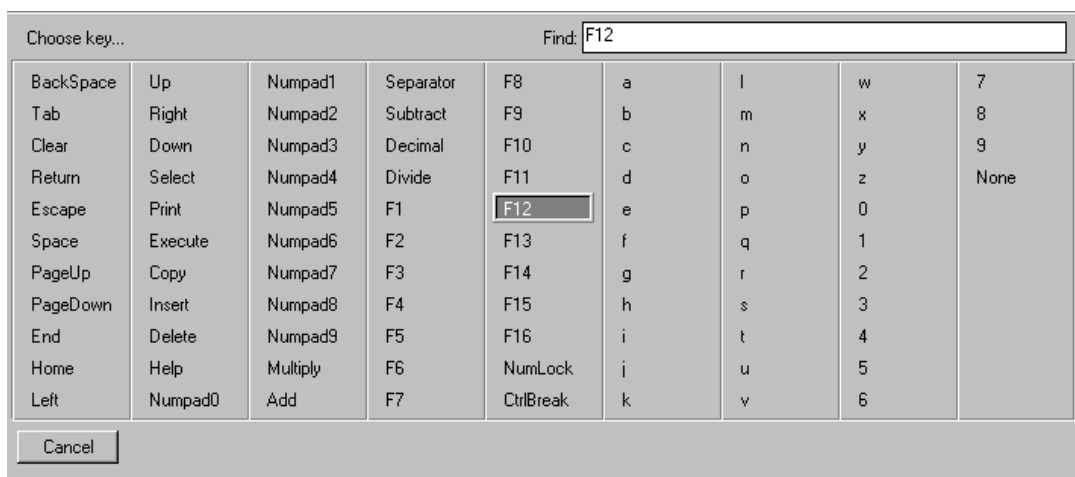 Choose key... Find: F12
BackSpace Up Numpad1 Separator F8 a l w 7
Tab Right Numpad2 Subtract F9 b m x 8
Clear Down Numpad3 Decimal F10 c n y 9
Return Select Numpad4 Divide F11 d o z None
Escape Print Numpad5 F1 F12 e p 0
Space Execute Numpad6 F2 F13 f q 1
PageUp Copy Numpad7 F3 F14 g r 2
PageDown Insert Numpad8 F4 F15 h s 3
End Delete Numpad9 F5 F16 i t 4
Home Help Multiply F6 NumLock j u 5
Left Numpad0 Add F7 CtrlBreak k v 6
Cancel